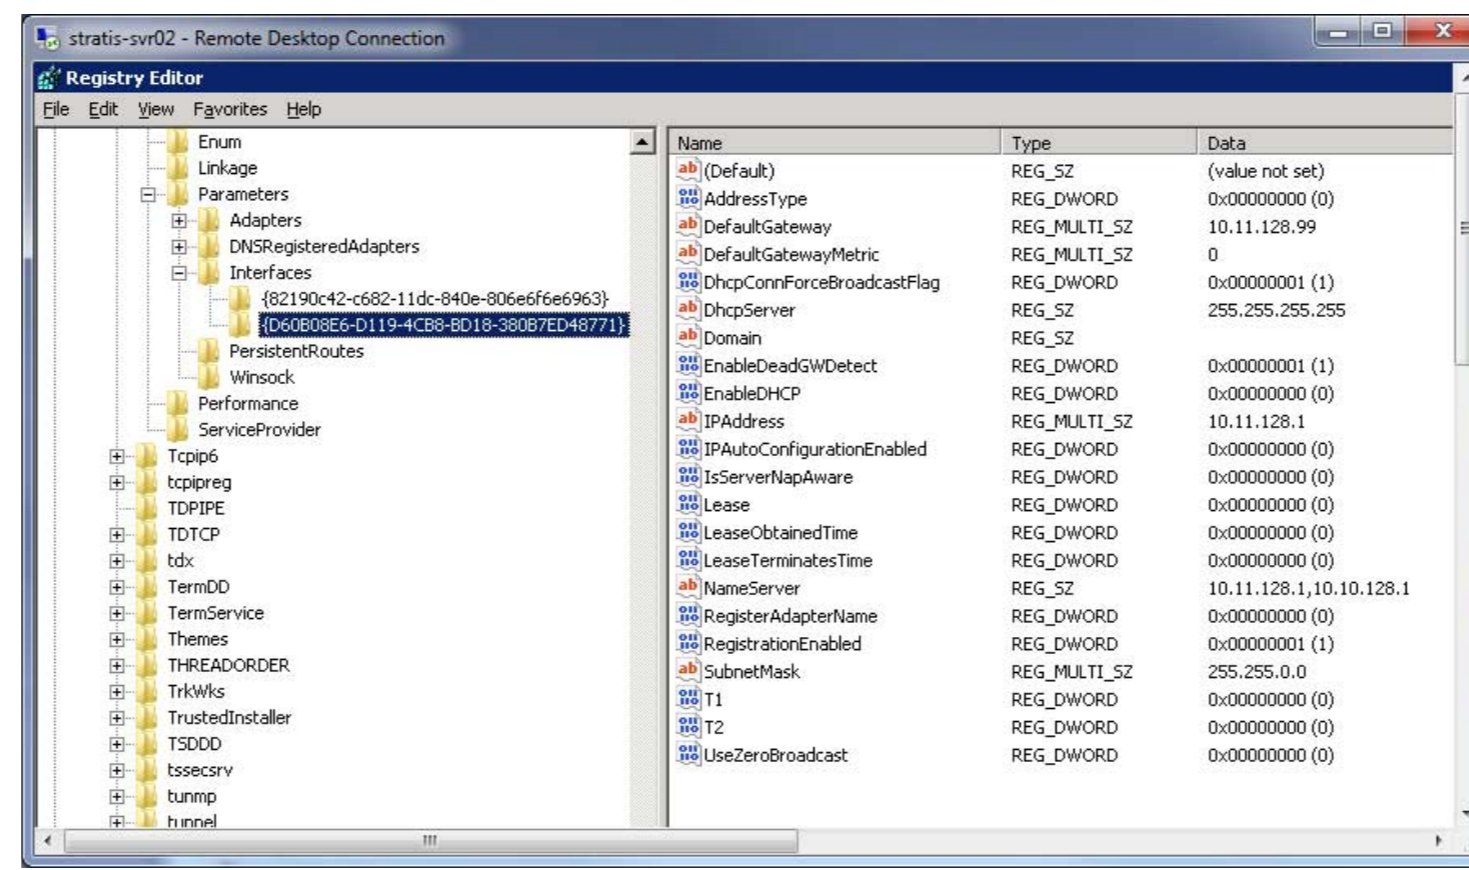 stratis-svr02 - Remote Desktop Connection
Registry Editor
File Edit View Favorites Help
Enum
Linkage
Parameters
Adapters
DNSRegisteredAdapters
Interfaces
{82190c42-c682-11dc-840e-806e6f6e6963}
{D60B08E6-D119-4CB8-BD18-380B7ED48771}
PersistentRoutes
Winsock
Performance
ServiceProvider
Tcpip6
tcpipreg
TDPIPE
TDTCP
tdx
TermDD
TermService
Themes
THREADORDER
TrkWks
TrustedInstaller
TSDDD
tssecsrv
tunmp
tunnel
Name Type Data
(Default) REG_SZ (value not set)
AddressType REG_DWORD 0x00000000 (0)
DefaultGateway REG_MULTI_SZ 10.11.128.99
DefaultGatewayMetric REG_MULTI_SZ 0
DhcpConnForceBroadcastFlag REG_DWORD 0x00000001 (1)
DhcpServer REG_SZ 255.255.255.255
Domain REG_SZ
EnableDeadGWDetect REG_DWORD 0x00000001 (1)
EnableDHCP REG_DWORD 0x00000000 (0)
IPAddress REG_MULTI_SZ 10.11.128.1
IPAutoConfigurationEnabled REG_DWORD 0x00000000 (0)
IsServerNapAware REG_DWORD 0x00000000 (0)
Lease REG_DWORD 0x00000000 (0)
LeaseObtainedTime REG_DWORD 0x00000000 (0)
LeaseTerminatesTime REG_DWORD 0x00000000 (0)
NameServer REG_SZ 10.11.128.1,10.10.128.1
RegisterAdapterName REG_DWORD 0x00000000 (0)
RegistrationEnabled REG_DWORD 0x00000001 (1)
SubnetMask REG_MULTI_SZ 255.255.0.0
T1 REG_DWORD 0x00000000 (0)
T2 REG_DWORD 0x00000000 (0)
UseZeroBroadcast REG_DWORD 0x00000000 (0)